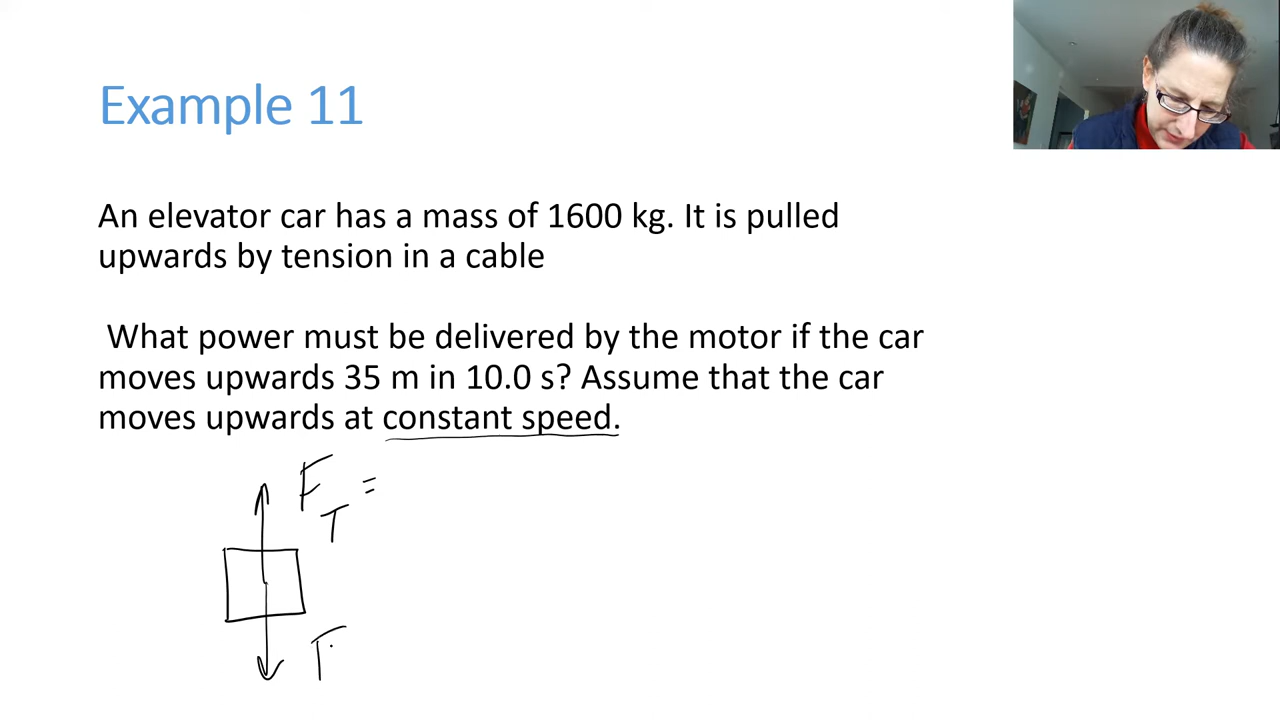 Example 11
An elevator car has a mass of 1600 kg. It is pulled
upwards by tension in a cable
What power must be delivered by the motor if the car
moves upwards 35 m in 10.0 s? Assume that the car
moves upwards at constant speed.
F_T =
F